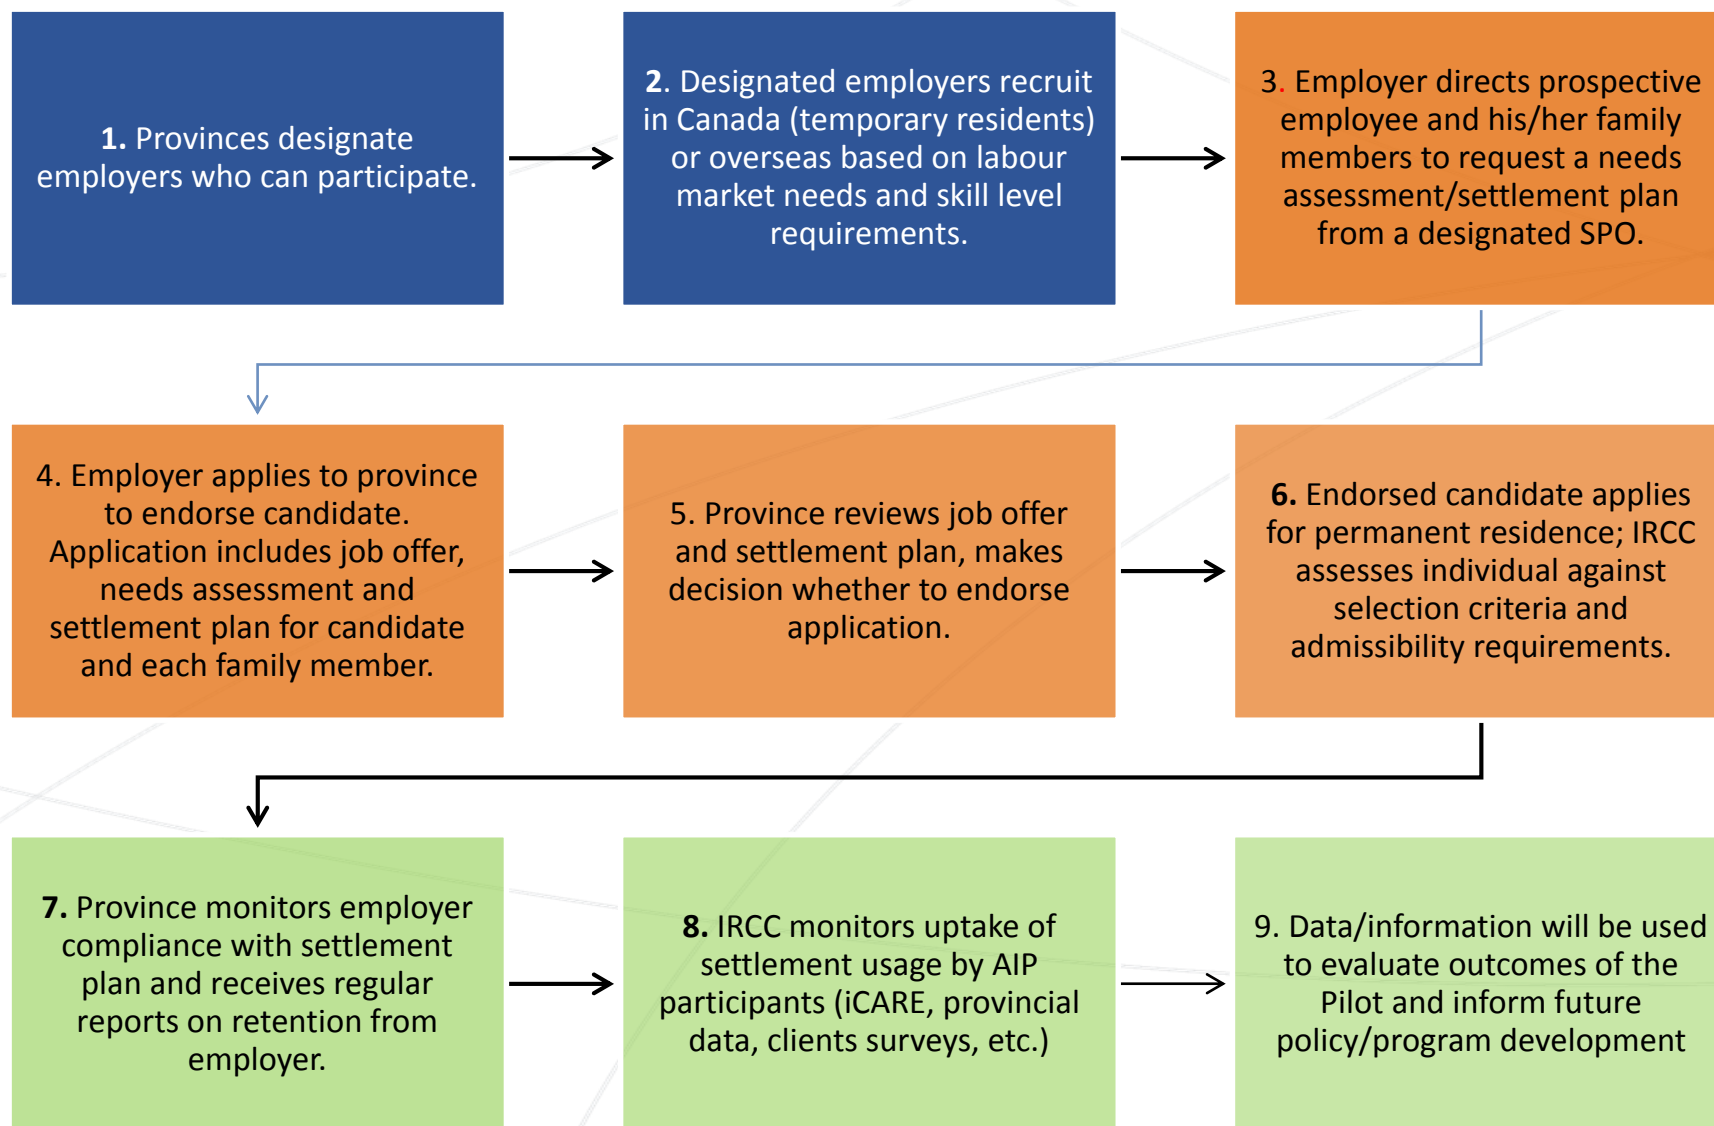 1. Provinces designate
employers who can participate.
2. Designated employers recruit
in Canada (temporary residents)
or overseas based on labour
market needs and skill level
requirements.
3. Employer directs prospective
employee and his/her family
members to request a needs
assessment/settlement plan
from a designated SPO.
4. Employer applies to province
to endorse candidate.
Application includes job offer,
needs assessment and
settlement plan for candidate
and each family member.
5. Province reviews job offer
and settlement plan, makes
decision whether to endorse
application.
6. Endorsed candidate applies
for permanent residence; IRCC
assesses individual against
selection criteria and
admissibility requirements.
7. Province monitors employer
compliance with settlement
plan and receives regular
reports on retention from
employer.
8. IRCC monitors uptake of
settlement usage by AIP
participants (iCARE, provincial
data, clients surveys, etc.)
9. Data/information will be used
to evaluate outcomes of the
Pilot and inform future
policy/program development